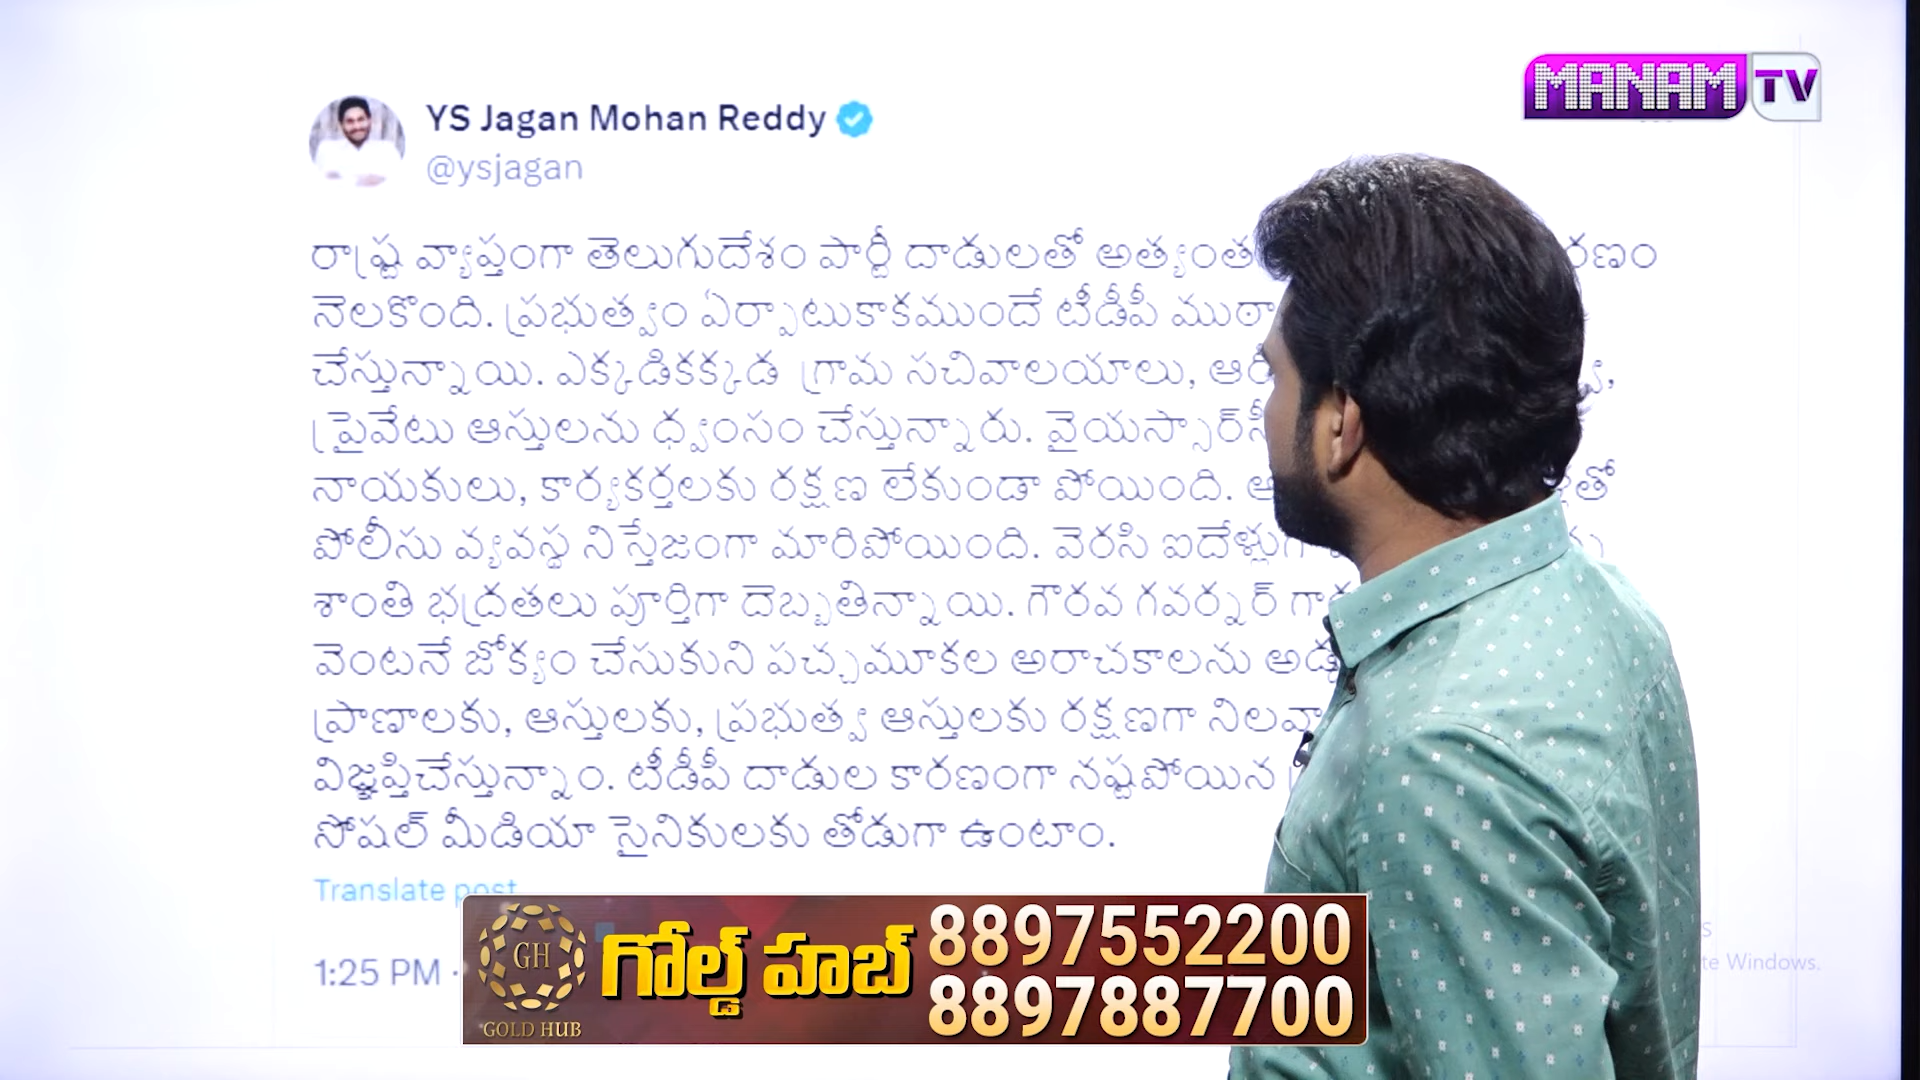 MANAM TV
YS Jagan Mohan Reddy
@ysjagan
రాష్ట్ర వ్యాప్తంగా తెలుగుదేశం పార్టీ దాడులతో అత్యంత రణం
నెలకొంది. ప్రభుత్వం ఏర్పాటుకాకముందే టీడీపీ ముఠా
చేస్తున్నాయి. ఎక్కడికక్కడ గ్రామ సచివాలయాలు,
ప్రైవేటు ఆస్తులను ధ్వంసం చేస్తున్నారు. వైయస్సార్‌సీ
నాయకులు, కార్యకర్తలకు రక్షణ లేకుండా పోయింది.
పోలీసు వ్యవస్థ నిస్తేజంగా మారిపోయింది. వెరసి ఐదేళ్లుగా
శాంతి భద్రతలు పూర్తిగా దెబ్బతిన్నాయి. గౌరవ గవర్నర్
వెంటనే జోక్యం చేసుకుని పచ్చమూకల అరాచకాలను
ప్రాణాలకు, ఆస్తులకు, ప్రభుత్వ ఆస్తులకు రక్షణగా
విజ్ఞప్తిచేస్తున్నాం. టీడీపీ దాడుల కారణంగా నష్టపోయిన
సోషల్ మీడియా సైనికులకు తోడుగా ఉంటాం.
Translate post
1:25 PM ·
GH
GOLD HUB
గోల్డ్ హబ్
8897552200
8897887700
Windows.